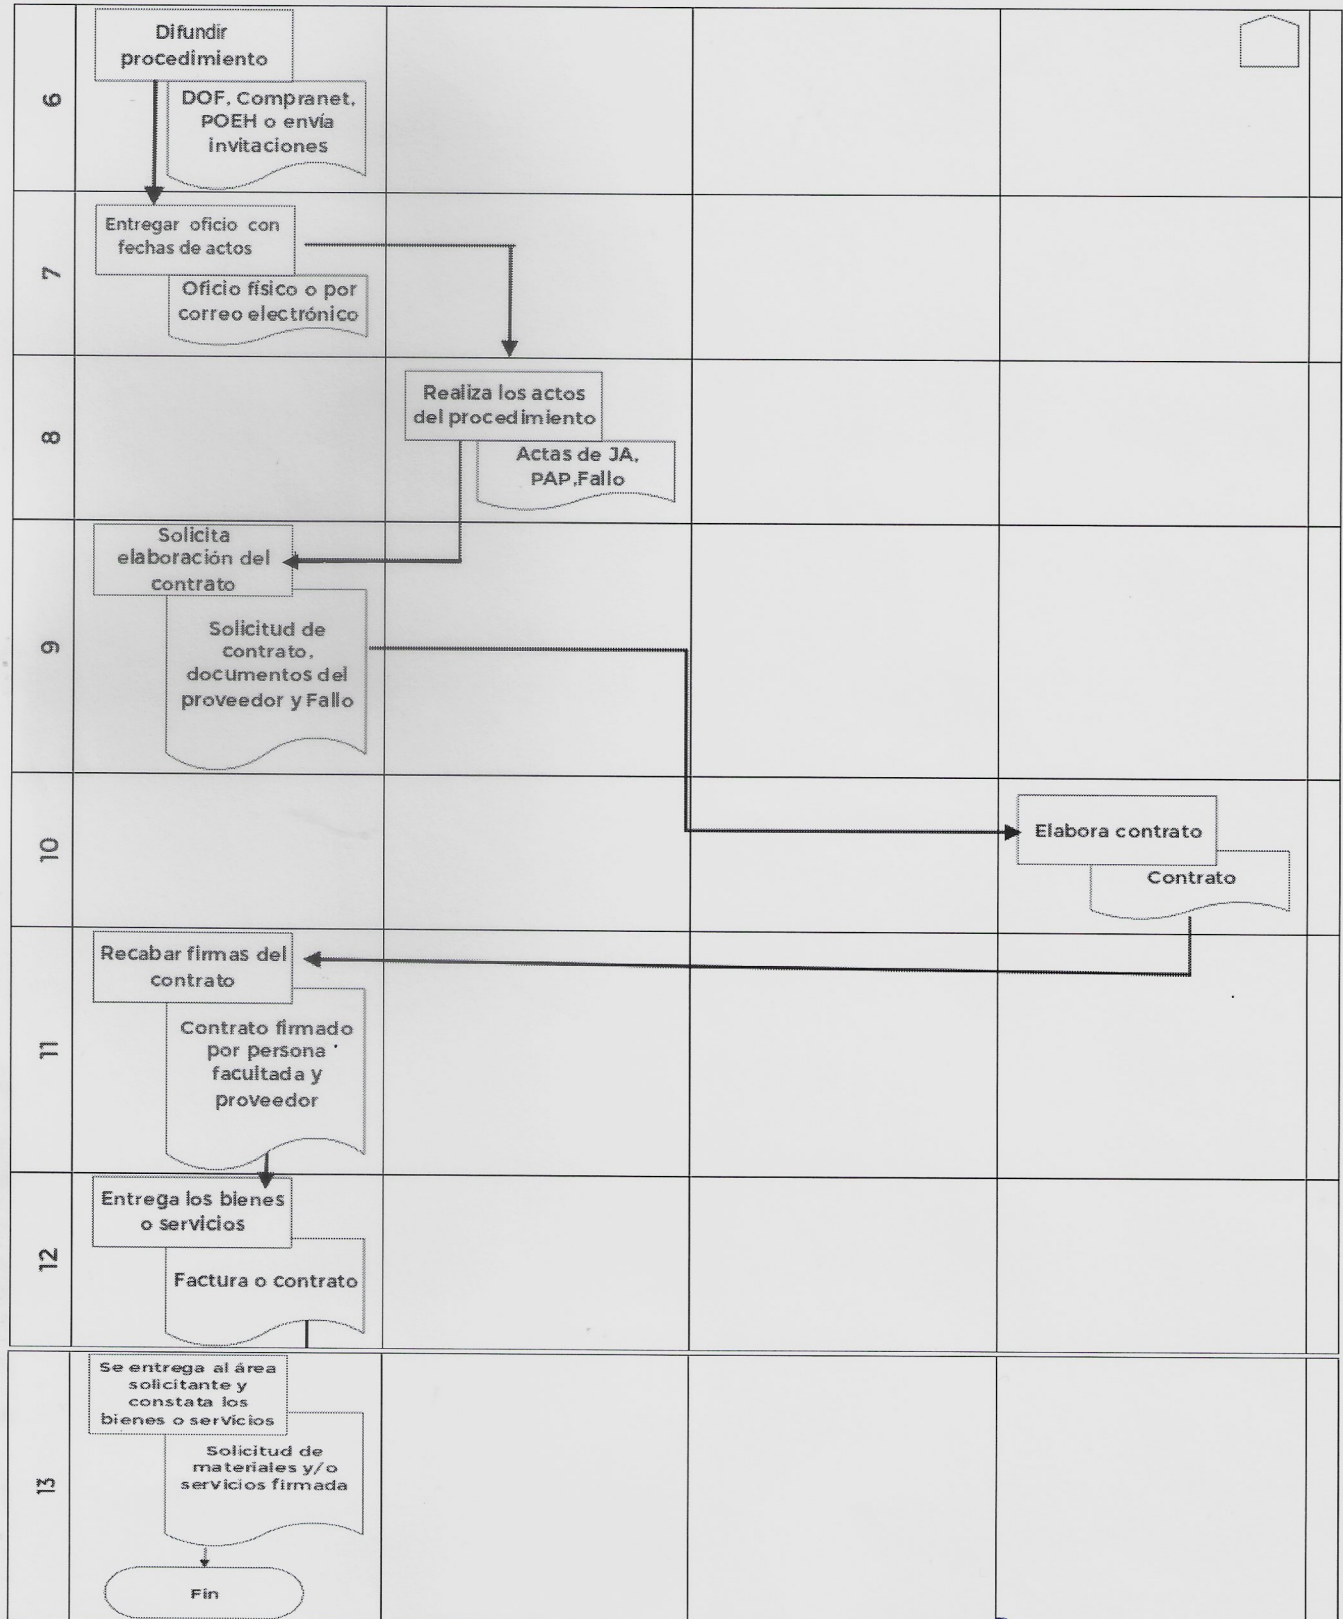 6
Difundir
procedimiento
DOF, Compranet,
POEH o envía
invitaciones
7
Entregar oficio con
fechas de actos
Oficio físico o por
correo electrónico
8
Realiza los actos
del procedimiento
Actas de JA,
PAP,Fallo
9
Solicita
elaboración del
contrato
Solicitud de
contrato,
documentos del
proveedor y Fallo
10
Elabora contrato
Contrato
11
Recabar firmas del
contrato
Contrato firmado
por persona
facultada y
proveedor
12
Entrega los bienes
o servicios
Factura o contrato
13
Se entrega al área
solicitante y
constata los
bienes o servicios
Solicitud de
materiales y/o
servicios firmada
Fin